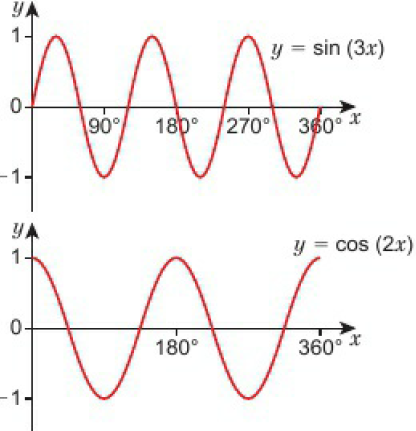 y
1
y = sin (3x)
0
90° 180° 270° 360° x
–1
y
1
y = cos (2x)
0
180° 360° x
–1